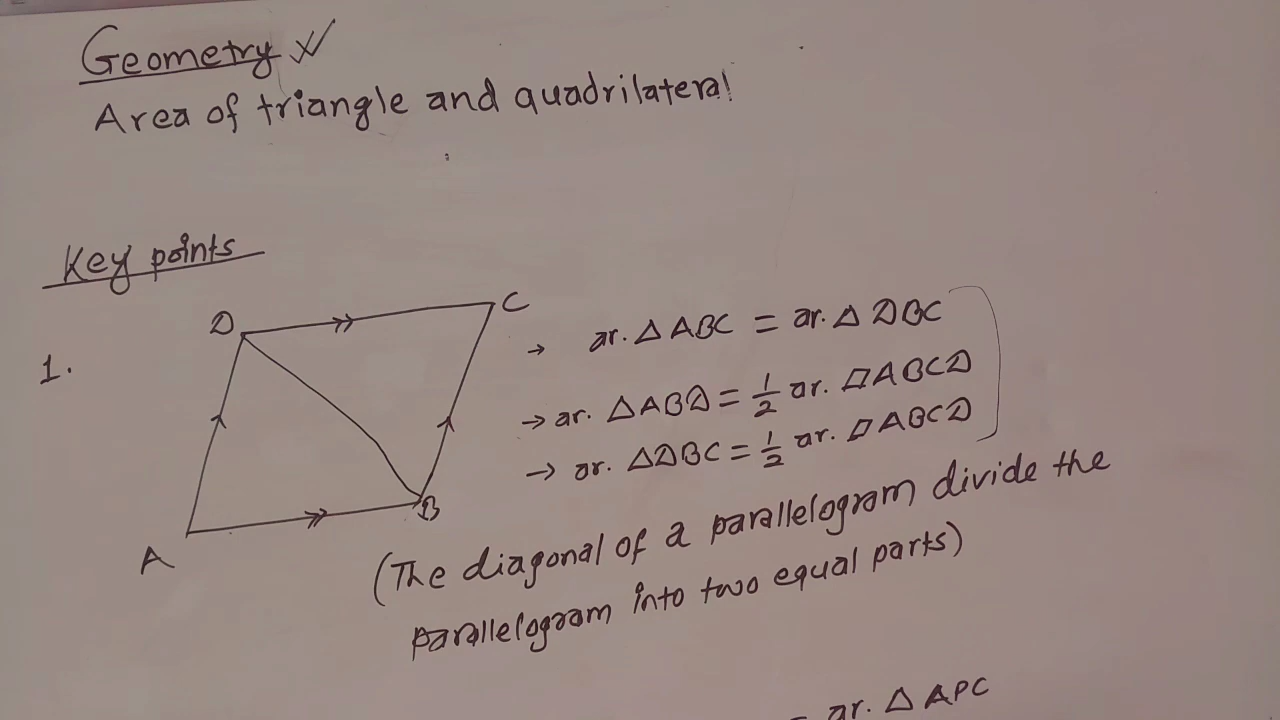 Geometry
Area of triangle and quadrilateral
Key points
1.
D
C
A
B
→ ar. △ ABC = ar. △ DBC
→ ar. △ABD = 1/2 ar. ▱ABCD
→ ar. △DBC = 1/2 ar. ▱ABCD
(The diagonal of a parallelogram divide the
parallelogram into two equal parts)
= ar. △ APC